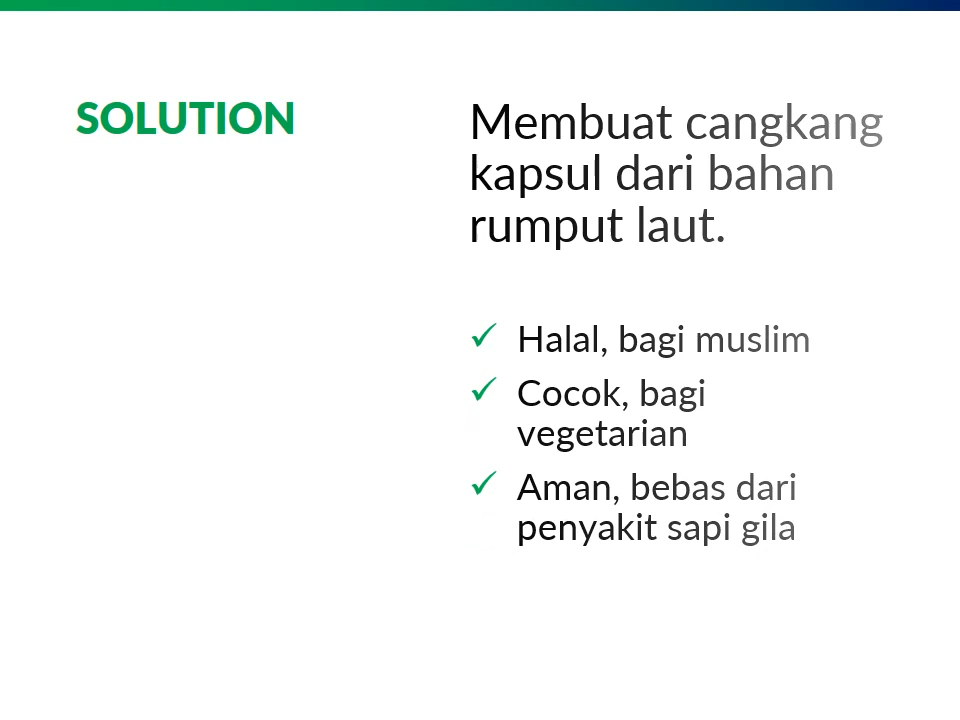 SOLUTION
Membuat cangkang
kapsul dari bahan
rumput laut.
✓ Halal, bagi muslim
✓ Cocok, bagi
vegetarian
✓ Aman, bebas dari
penyakit sapi gila